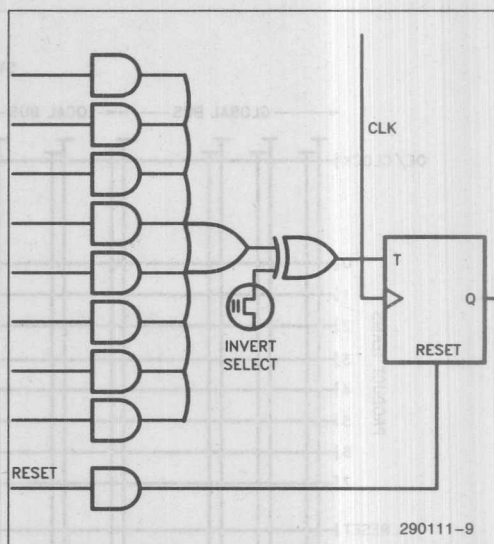 CLK
T
Q
INVERT
SELECT
RESET
RESET
290111-9